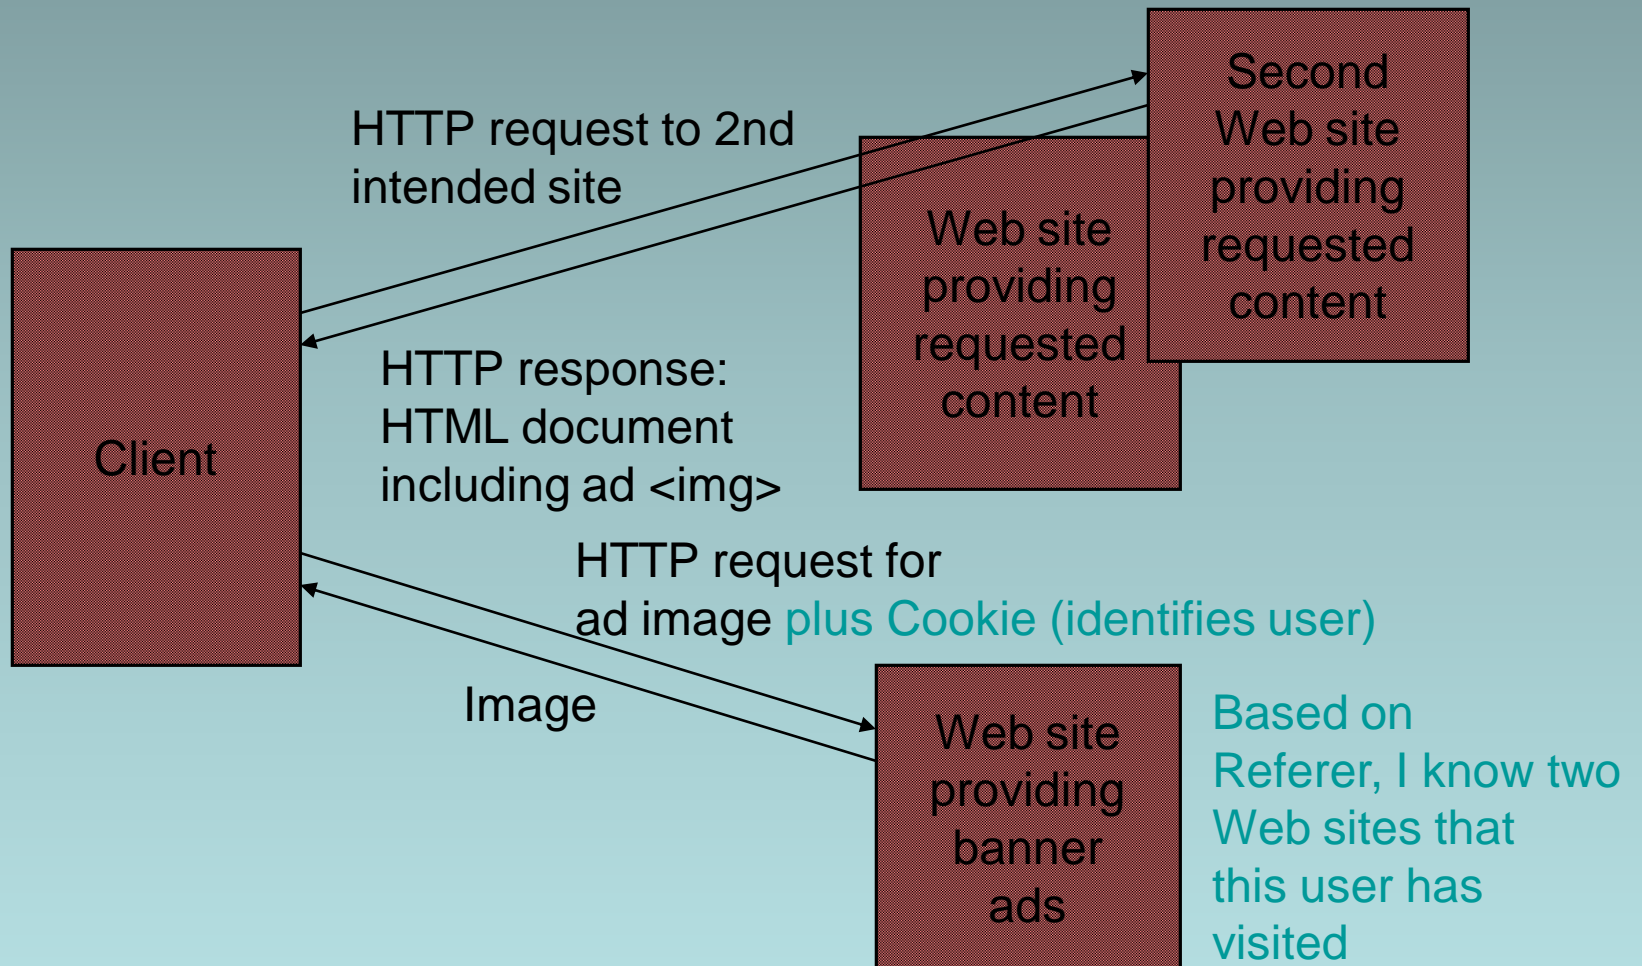 HTTP request to 2nd
intended site
Second
Web site
providing
requested
content
Web site
providing
requested
content
Client
HTTP response:
HTML document
including ad <img>
HTTP request for
ad image plus Cookie (identifies user)
Image
Web site
providing
banner
ads
Based on
Referer, I know two
Web sites that
this user has
visited